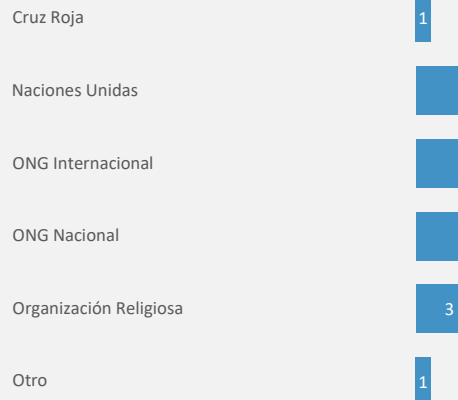 Cruz Roja 1
Naciones Unidas
ONG Internacional
ONG Nacional
Organización Religiosa 3
Otro 1